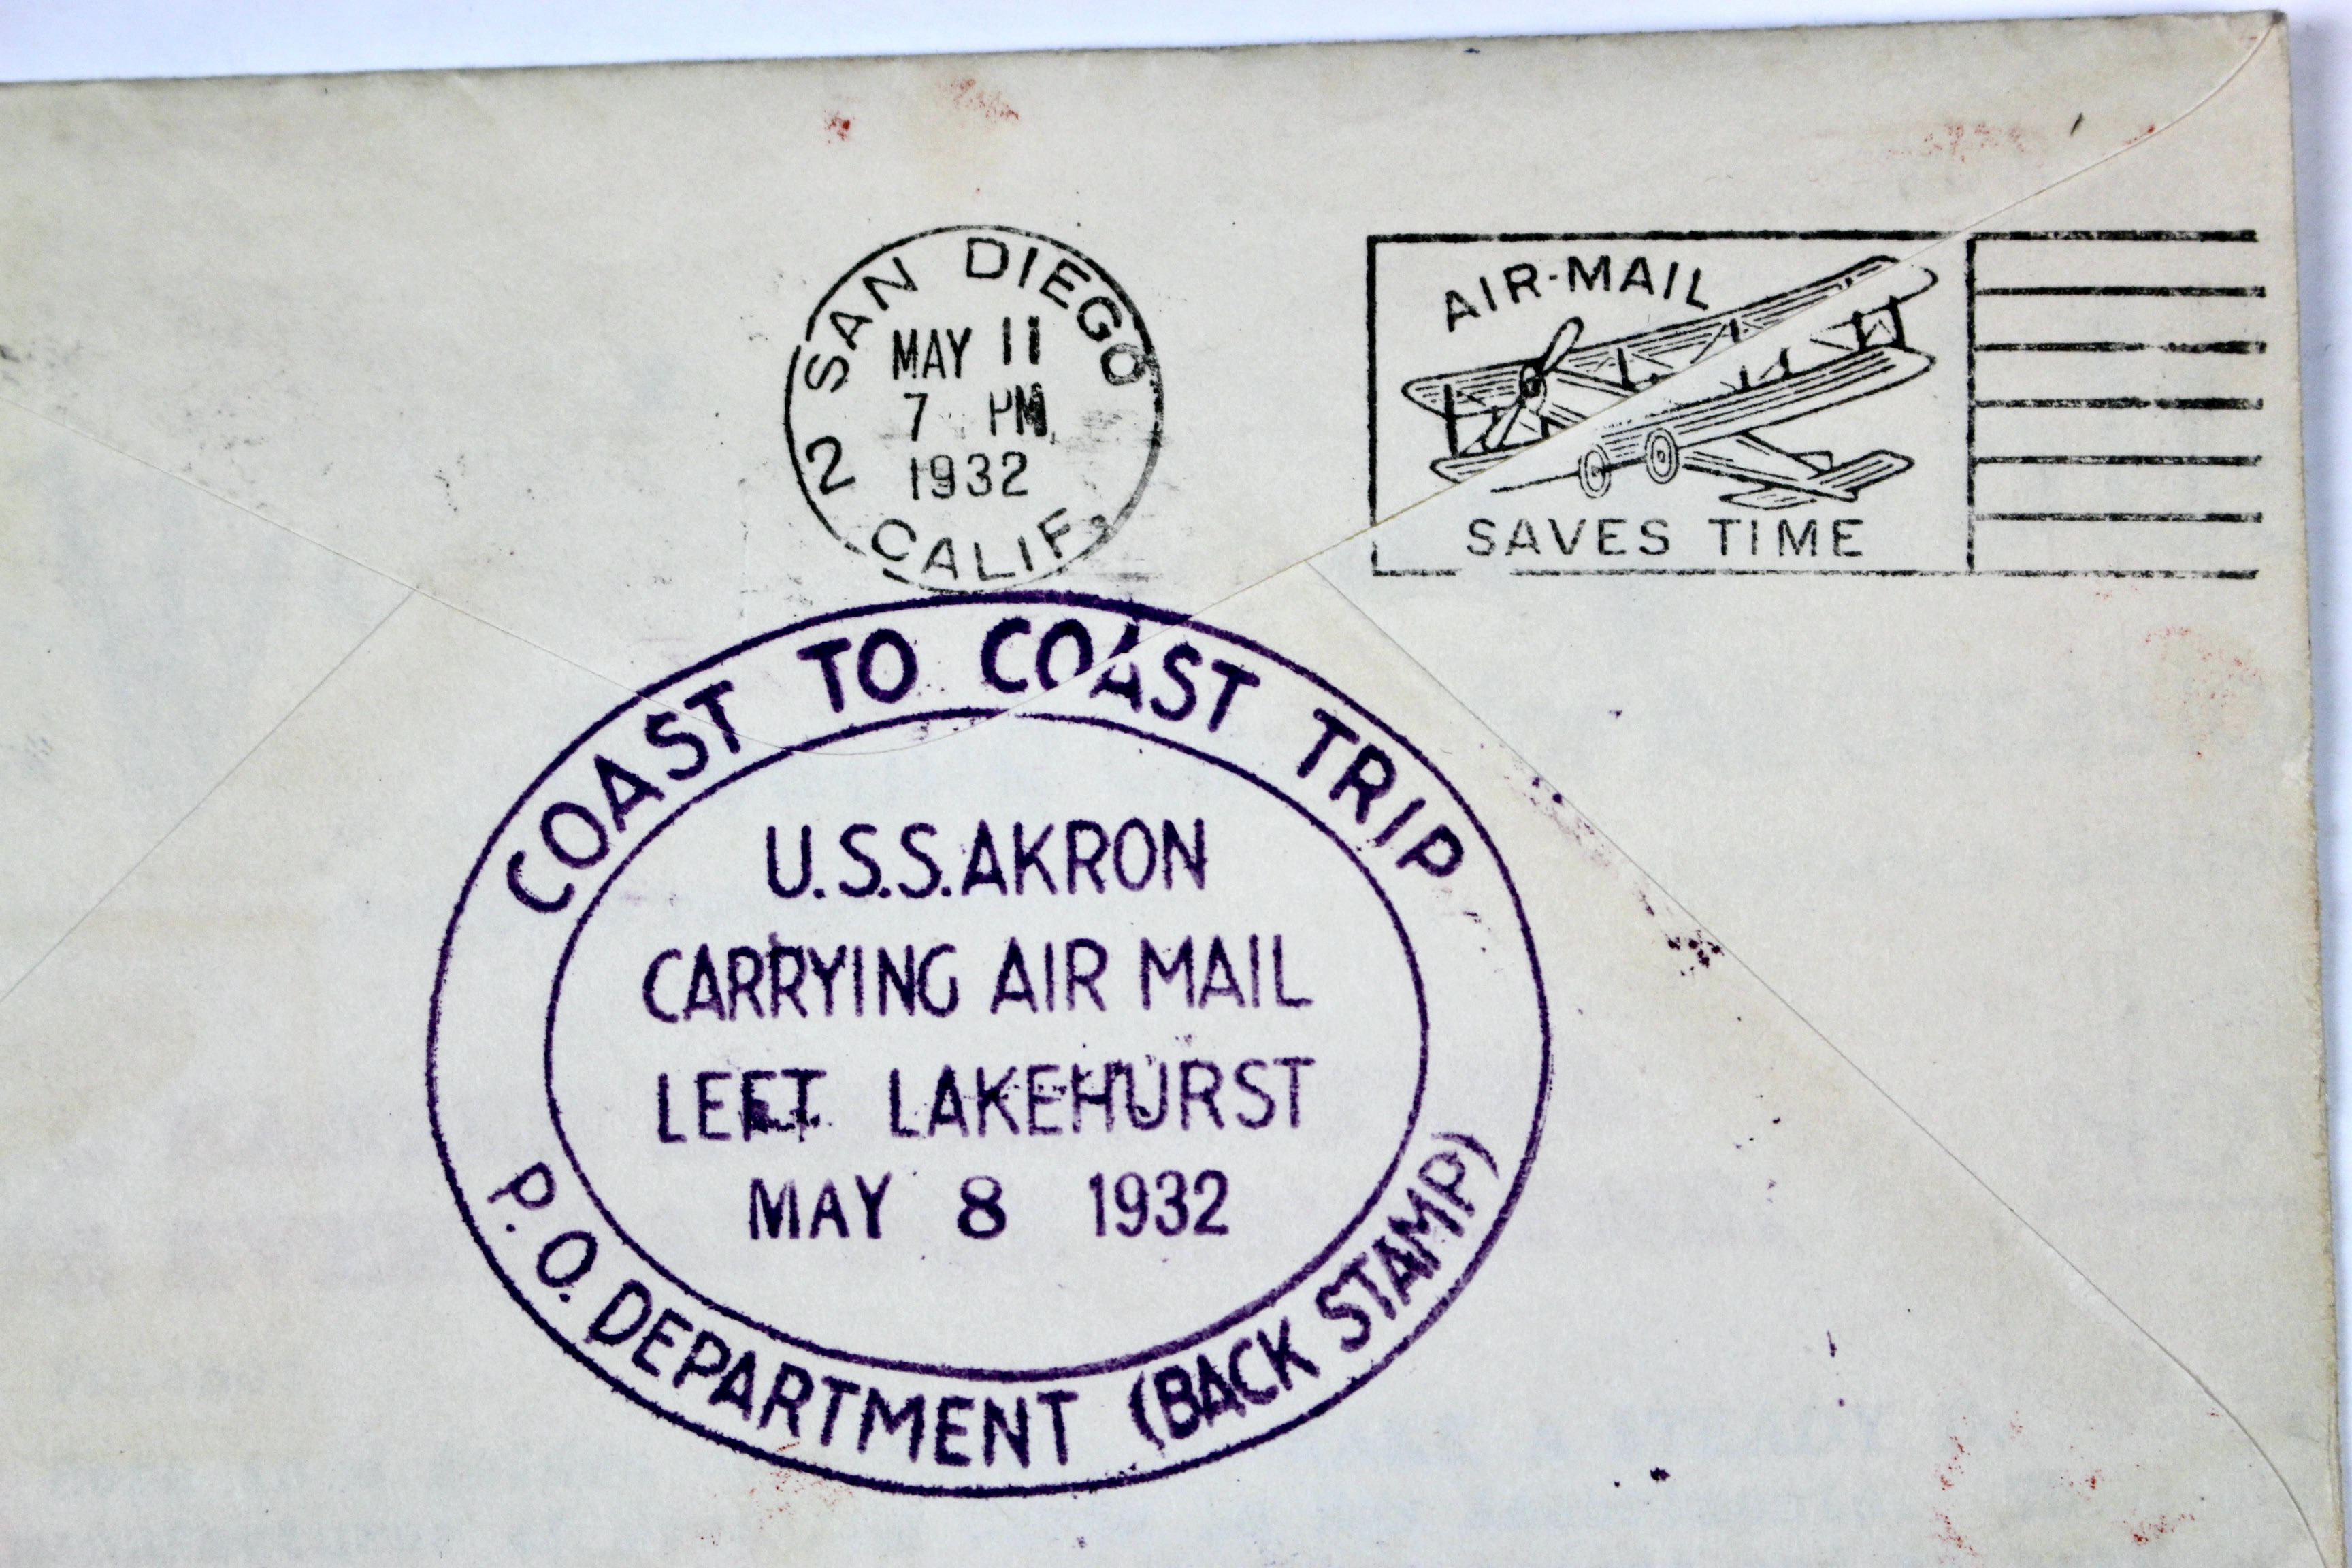 SAN DIEGO
MAY 11
7 PM
1932
2
CALIF.
AIR-MAIL
SAVES TIME
COAST TO COAST TRIP
U.S.S. AKRON
CARRYING AIR MAIL
LEFT LAKEHURST
MAY 8 1932
P.O. DEPARTMENT (BACK STAMP)